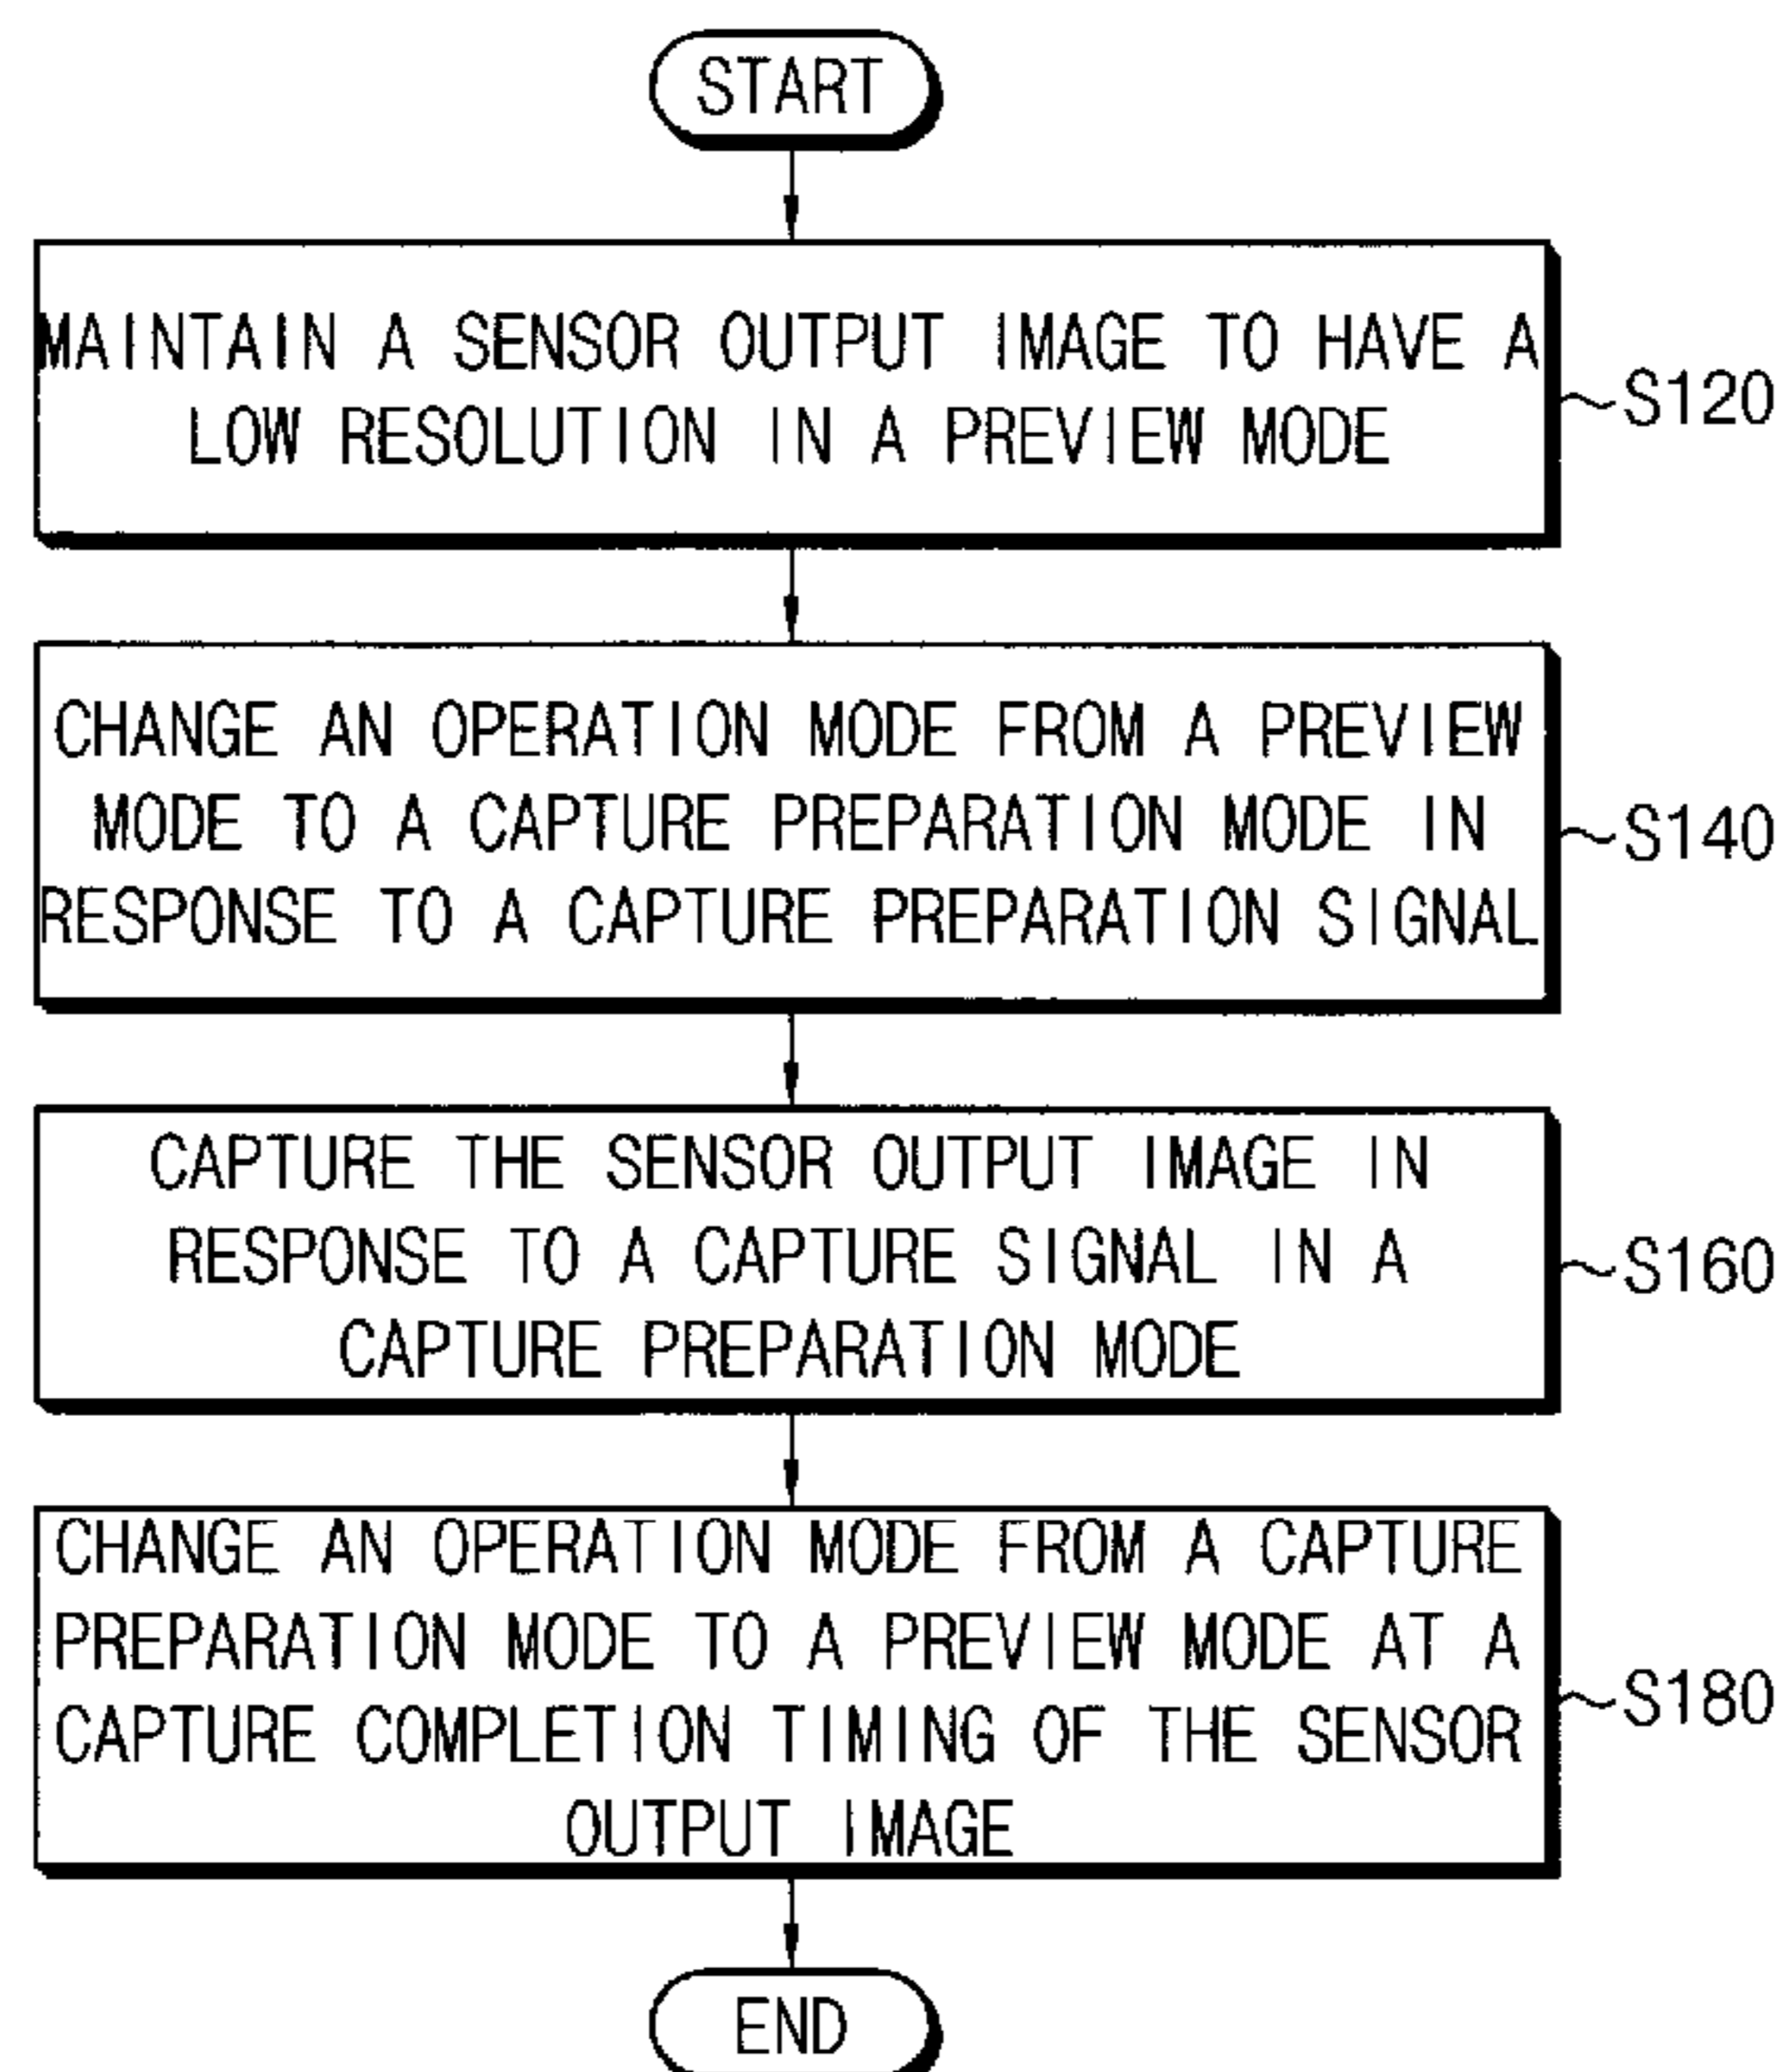 START
MAINTAIN A SENSOR OUTPUT IMAGE TO HAVE A
LOW RESOLUTION IN A PREVIEW MODE
S120
CHANGE AN OPERATION MODE FROM A PREVIEW
MODE TO A CAPTURE PREPARATION MODE IN
RESPONSE TO A CAPTURE PREPARATION SIGNAL
S140
CAPTURE THE SENSOR OUTPUT IMAGE IN
RESPONSE TO A CAPTURE SIGNAL IN A
CAPTURE PREPARATION MODE
S160
CHANGE AN OPERATION MODE FROM A CAPTURE
PREPARATION MODE TO A PREVIEW MODE AT A
CAPTURE COMPLETION TIMING OF THE SENSOR
OUTPUT IMAGE
S180
END